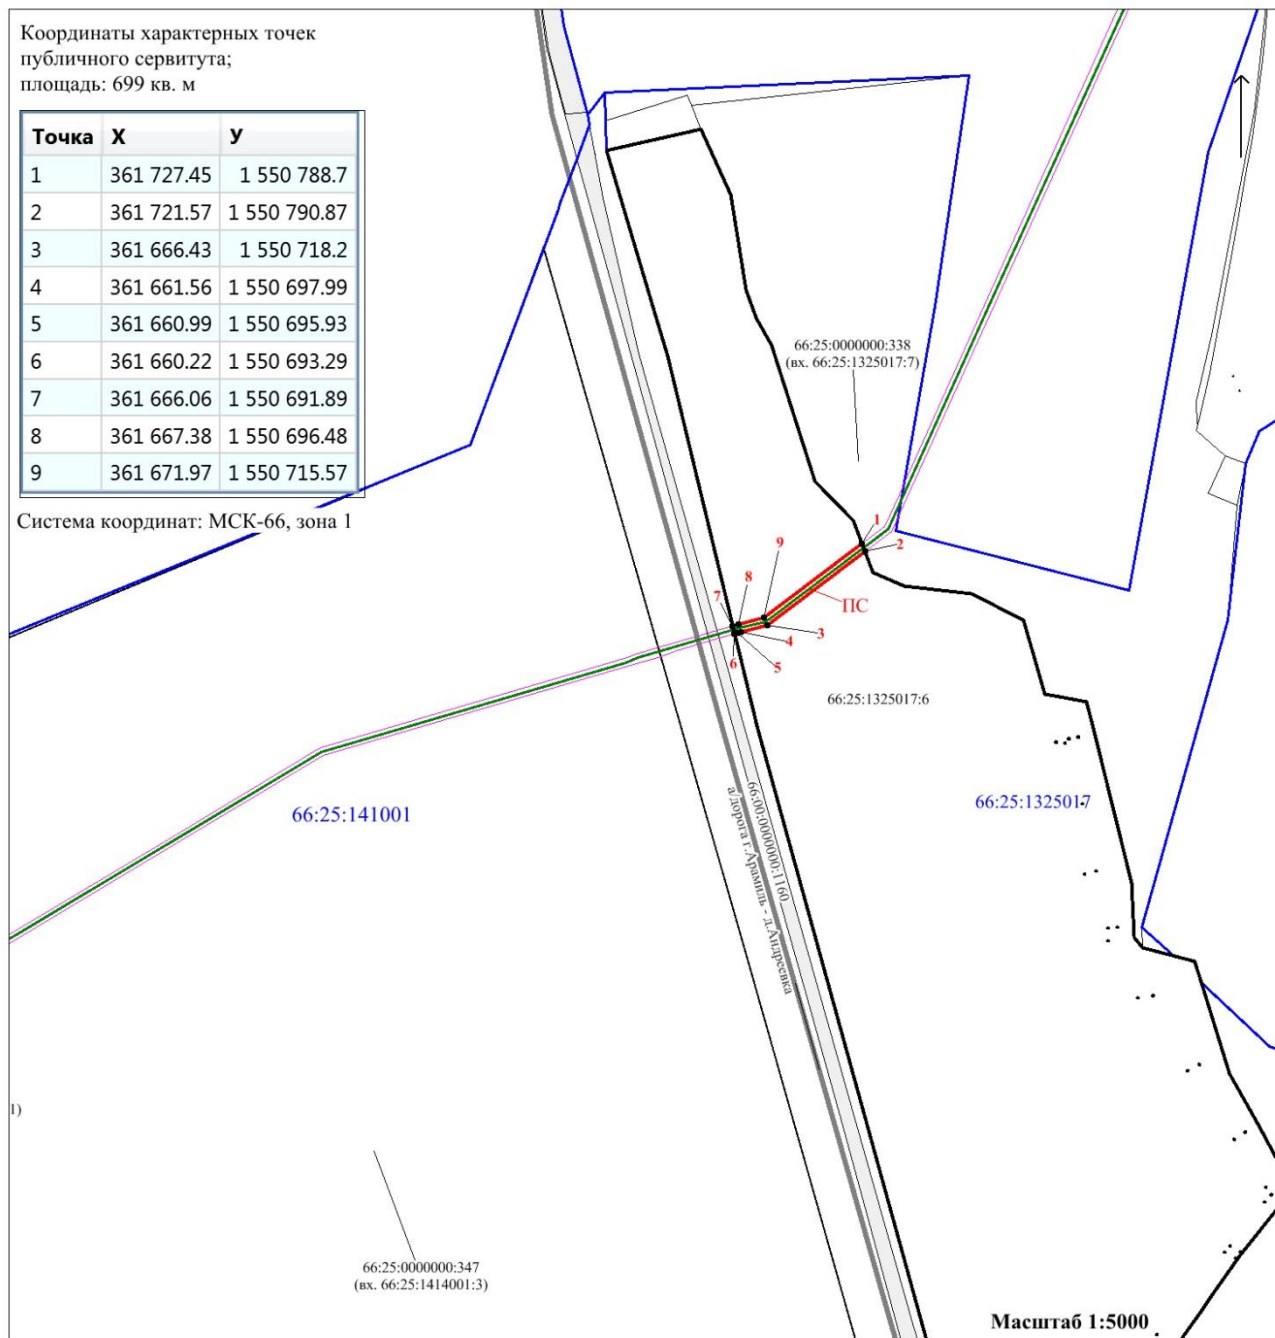 Координаты характерных точек
публичного сервитута;
площадь: 699 кв. м
Точка X У
1 361 727.45 1 550 788.7
2 361 721.57 1 550 790.87
3 361 666.43 1 550 718.2
4 361 661.56 1 550 697.99
5 361 660.99 1 550 695.93
6 361 660.22 1 550 693.29
7 361 666.06 1 550 691.89
8 361 667.38 1 550 696.48
9 361 671.97 1 550 715.57
Система координат: МСК-66, зона 1
66:25:0000000:338
(вх. 66:25:1325017:7)
1
2
9
8
7
ПС
3
4
6
5
66:25:1325017:6
66:25:141001
66:25:1325017
66:00:0000000:1160
а/дорога г.Арамиль - д.Андреевка
1)
66:25:0000000:347
(вх. 66:25:1414001:3)
Масштаб 1:5000